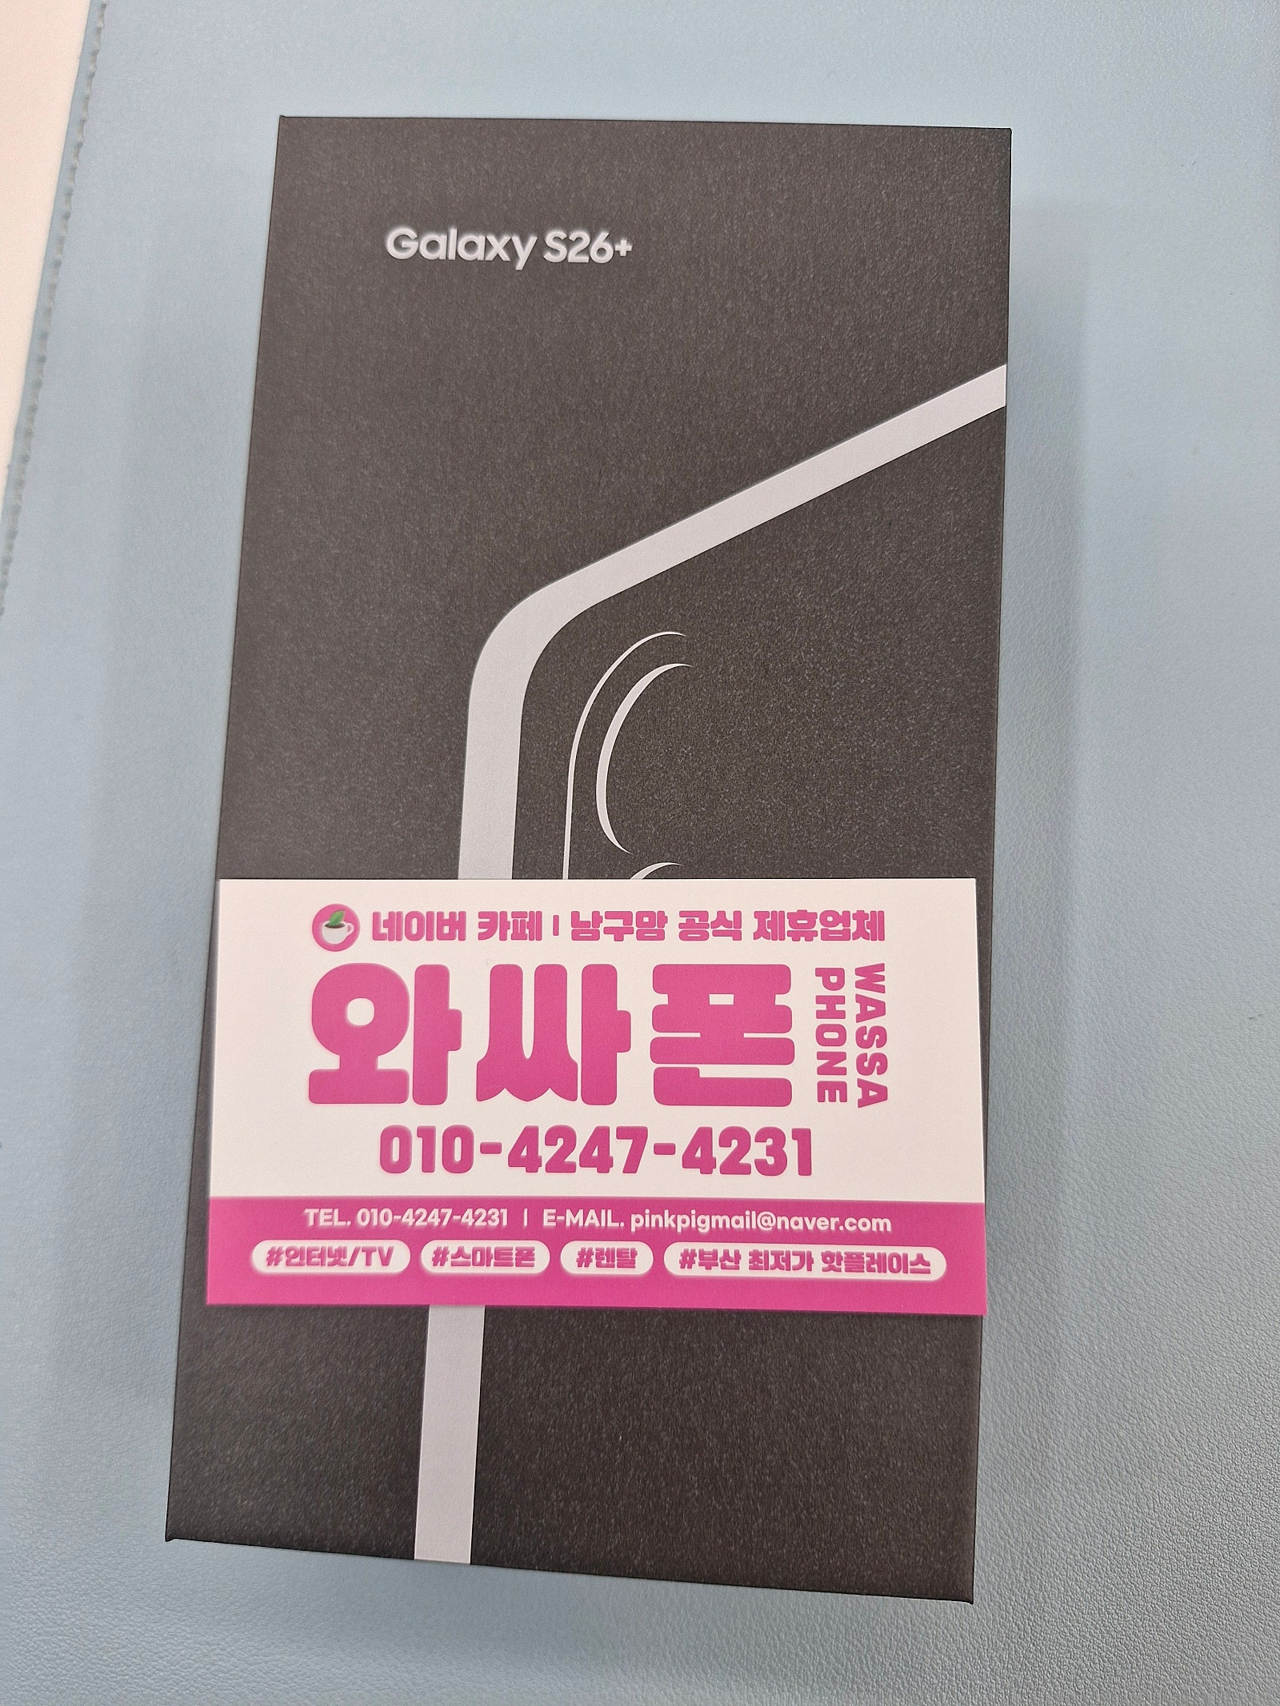 Galaxy S26+
네이버 카페 | 남구맘 공식 제휴업체
와싸폰
WASSA
PHONE
010-4247-4231
TEL. 010-4247-4231 | E-MAIL. pinkpigmail@naver.com
#인터넷/TV #스마트폰 #렌탈 #부산 최저가 핫플레이스